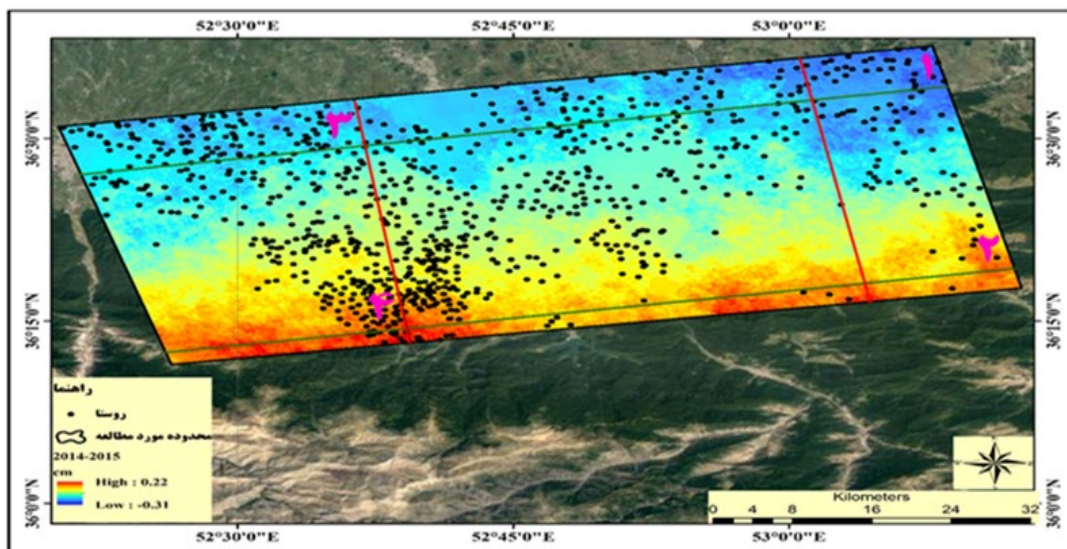 52°30'0"E 52°45'0"E 53°0'0"E
36°30'0"N 36°30'0"N
36°15'0"N 36°15'0"N
36°0'0"N 36°0'0"N
راهنما
روستا
محدوده مورد مطالعه
2014-2015
cm
High : 0.22
Low : -0.31
N
Kilometers
0 4 8 16 24 32
52°30'0"E 52°45'0"E 53°0'0"E